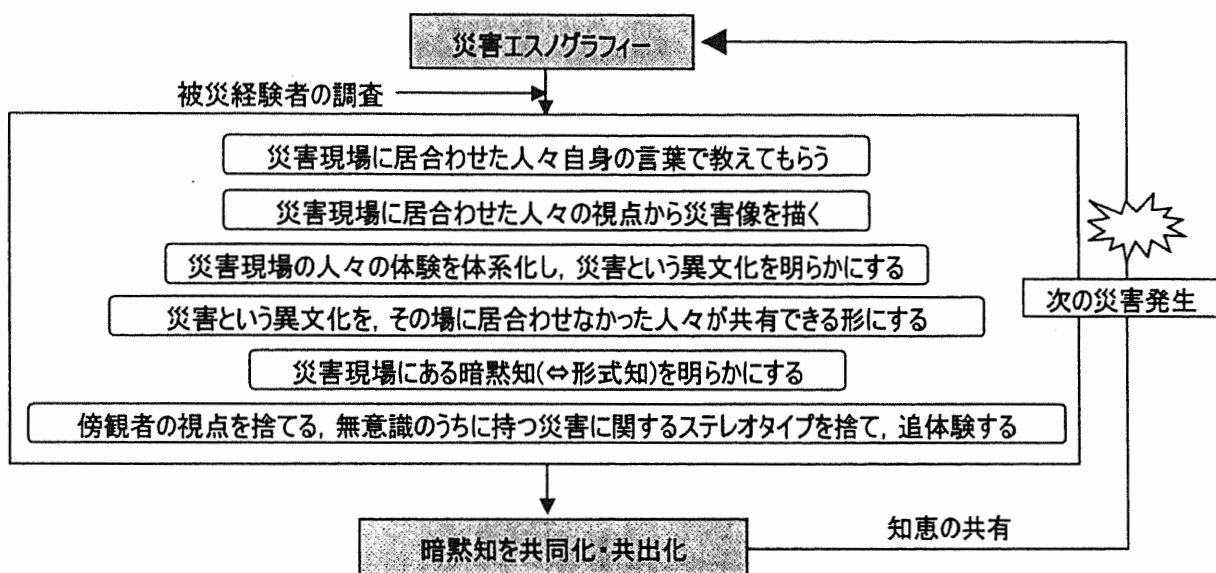 災害エスノグラフィー
被災経験者の調査
災害現場に居合わせた人々自身の言葉で教えてもらう
災害現場に居合わせた人々の視点から災害像を描く
災害現場の人々の体験を体系化し，災害という異文化を明らかにする
災害という異文化を，その場に居合わせなかった人々が共有できる形にする
災害現場にある暗黙知(⇔形式知)を明らかにする
傍観者の視点を捨てる，無意識のうちに持つ災害に関するステレオタイプを捨て，追体験する
次の災害発生
知恵の共有
暗黙知を共同化・共出化